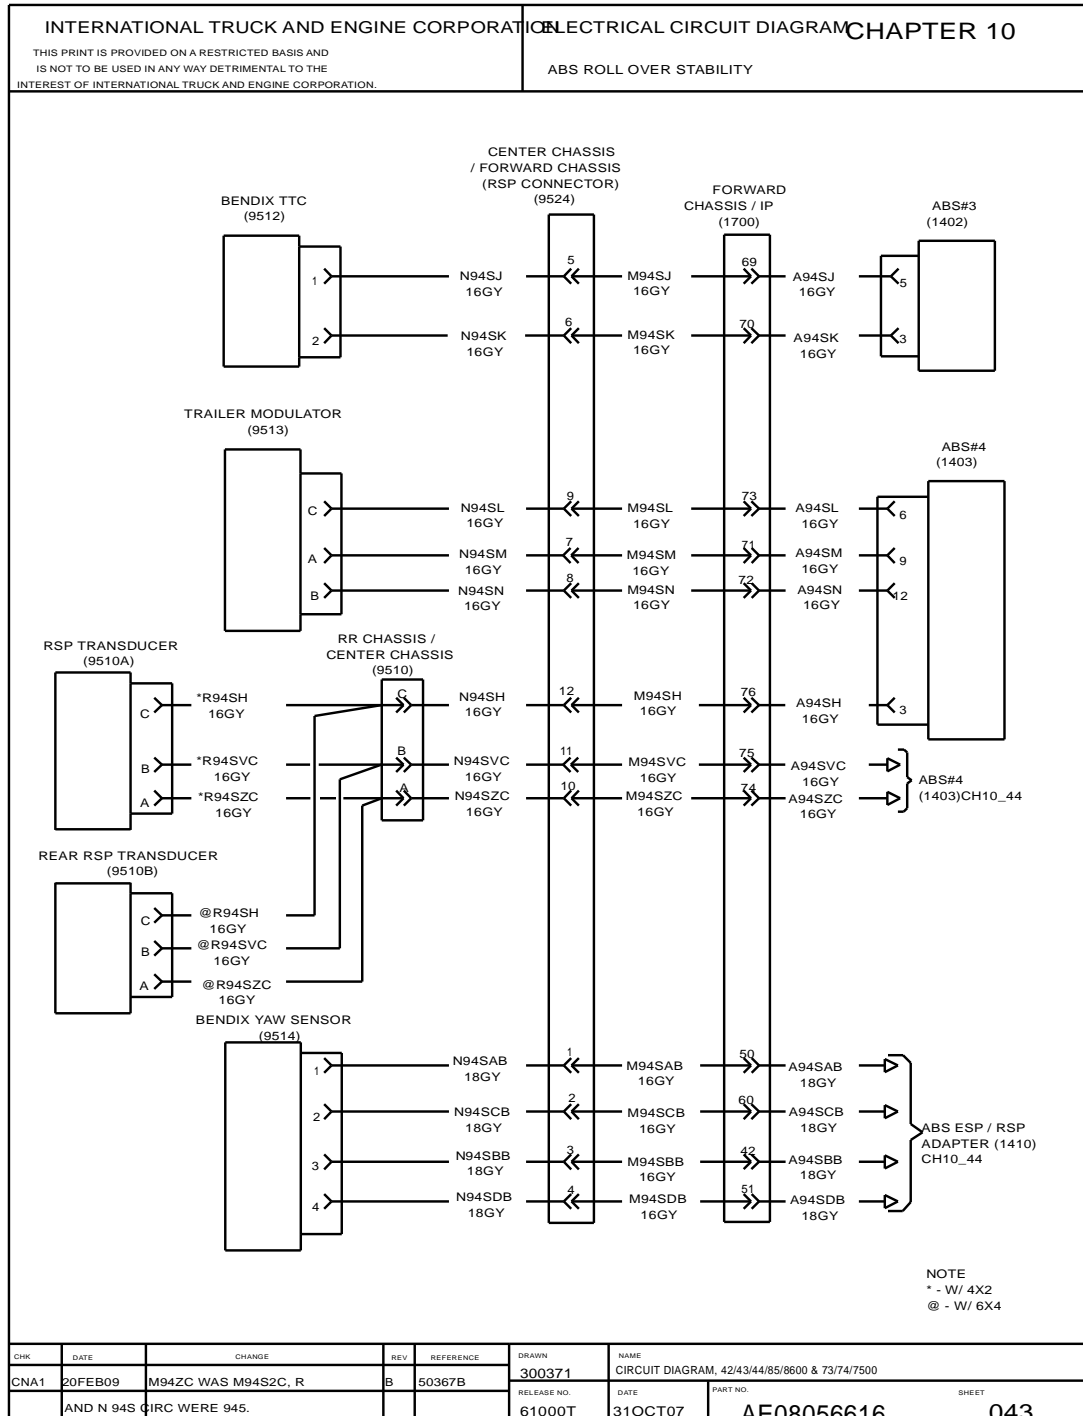 INTERNATIONAL TRUCK AND ENGINE CORPORATION
ELECTRICAL CIRCUIT DIAGRAM
CHAPTER 10
THIS PRINT IS PROVIDED ON A RESTRICTED BASIS AND
IS NOT TO BE USED IN ANY WAY DETRIMENTAL TO THE
INTEREST OF INTERNATIONAL TRUCK AND ENGINE CORPORATION.
ABS ROLL OVER STABILITY
CENTER CHASSIS
/ FORWARD CHASSIS
(RSP CONNECTOR)
(9524)
FORWARD
CHASSIS / IP
(1700)
BENDIX TTC
(9512)
ABS#3
(1402)
1 N94SJ 5 M94SJ 69 A94SJ 5
16GY 16GY 16GY
2 N94SK 6 M94SK 70 A94SK 3
16GY 16GY 16GY
TRAILER MODULATOR
(9513)
ABS#4
(1403)
C N94SL 9 M94SL 73 A94SL 6
16GY 16GY 16GY
A N94SM 7 M94SM 71 A94SM 9
16GY 16GY 16GY
B N94SN 8 M94SN 72 A94SN 12
16GY 16GY 16GY
RSP TRANSDUCER
(9510A)
RR CHASSIS /
CENTER CHASSIS
(9510)
C *R94SH C N94SH 12 M94SH 76 A94SH 3
16GY 16GY 16GY 16GY
B *R94SVC B N94SVC 11 M94SVC 75 A94SVC
16GY 16GY 16GY 16GY
A *R94SZC A N94SZC 10 M94SZC 74 A94SZC
16GY 16GY 16GY 16GY
ABS#4
(1403)CH10_44
REAR RSP TRANSDUCER
(9510B)
C @R94SH
16GY
B @R94SVC
16GY
A @R94SZC
16GY
BENDIX YAW SENSOR
(9514)
1 N94SAB 1 M94SAB 50 A94SAB
18GY 16GY 18GY
2 N94SCB 2 M94SCB 60 A94SCB
18GY 16GY 18GY
3 N94SBB 3 M94SBB 42 A94SBB
18GY 16GY 18GY
4 N94SDB 4 M94SDB 51 A94SDB
18GY 16GY 18GY
ABS ESP / RSP
ADAPTER (1410)
CH10_44
NOTE
* - W/ 4X2
@ - W/ 6X4
CHK DATE CHANGE REV REFERENCE DRAWN NAME
CNA1 20FEB09 M94ZC WAS M94S2C, R B 50367B 300371 CIRCUIT DIAGRAM, 42/43/44/85/8600 & 73/74/7500
RELEASE NO. DATE PART NO. SHEET
AND N 94S CIRC WERE 945. 61000T 31OCT07 AE08056616 043